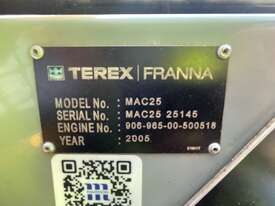 TEREX | FRANNA
MODEL No. : MAC25
SERIAL No. : MAC25 25145
ENGINE No. : 906-965-00-500518
YEAR : 2005